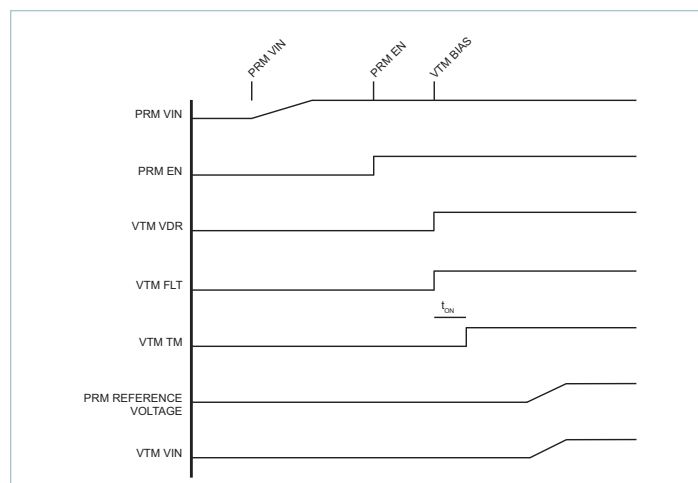 PRM VIN
PRM EN
VTM BIAS
PRM VIN
PRM EN
VTM VDR
VTM FLT
tON
VTM TM
PRM REFERENCE
VOLTAGE
VTM VIN